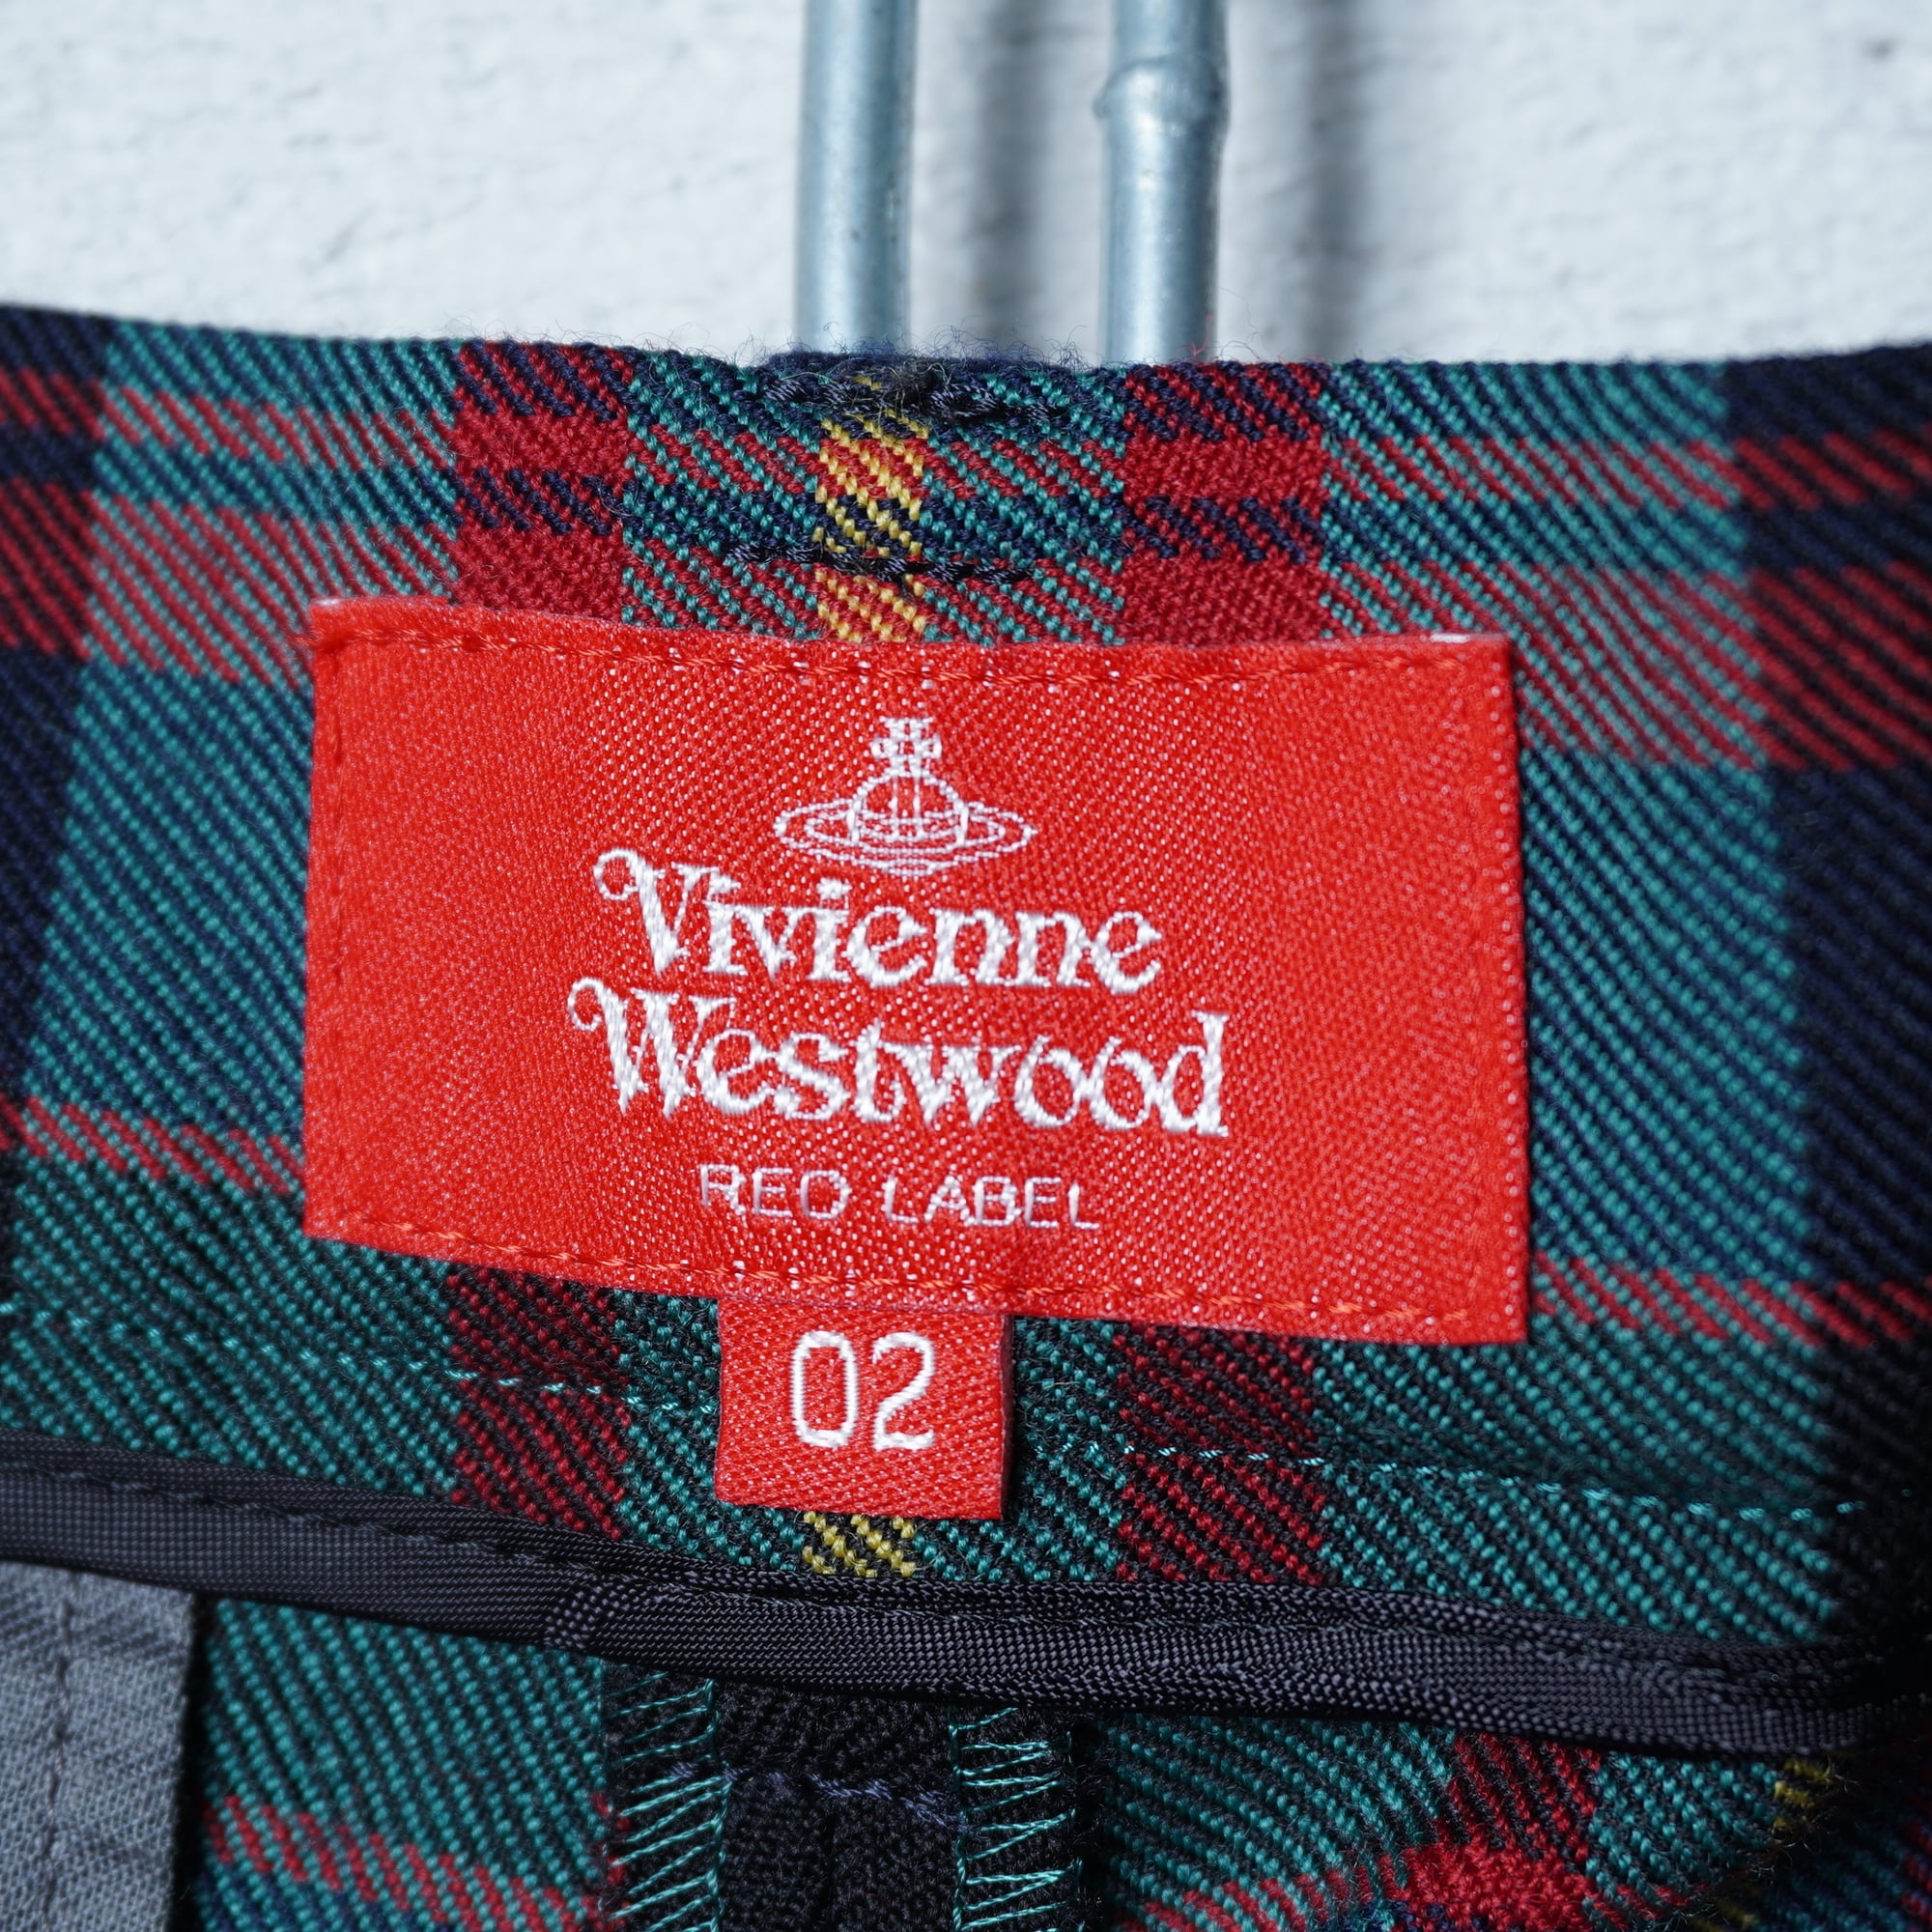 Vivienne
Westwood
RED LABEL
02